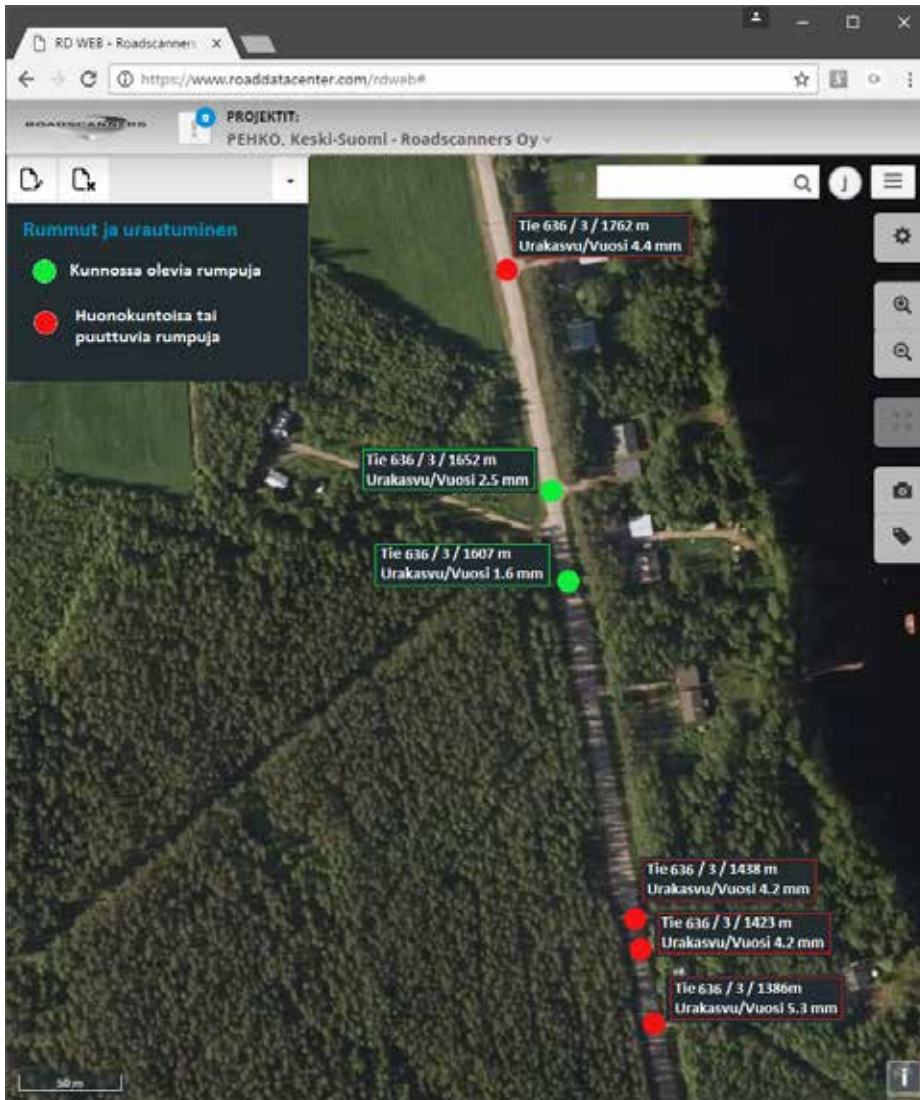 RD WEB - Roadscanners
https://www.roaddatacenter.com/rdweb#
ROADSCANNERS
0
PROJEKTIT:
PEHKO, Keski-Suomi - Roadscanners Oy
J
Rummut ja urautuminen
Kunnossa olevia rumpuja
Huonokuntoisa tai
puuttuvia rumpuja
Tie 636 / 3 / 1762 m
Urakasvu/Vuosi 4.4 mm
Tie 636 / 3 / 1652 m
Urakasvu/Vuosi 2.5 mm
Tie 636 / 3 / 1607 m
Urakasvu/Vuosi 1.6 mm
Tie 636 / 3 / 1438 m
Urakasvu/Vuosi 4.2 mm
Tie 636 / 3 / 1423 m
Urakasvu/Vuosi 4.2 mm
Tie 636 / 3 / 1386m
Urakasvu/Vuosi 5.3 mm
50 m
i